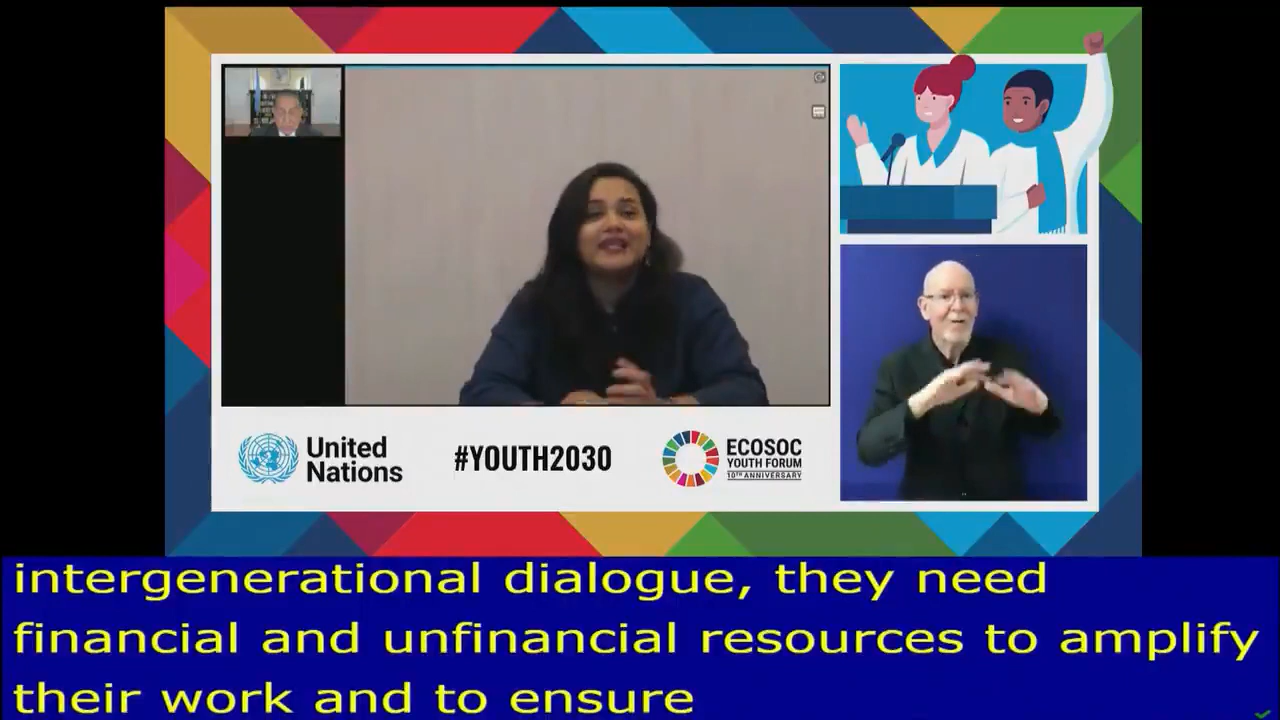 United
Nations
#YOUTH2030
ECOSOC
YOUTH FORUM
10TH ANNIVERSARY
intergenerational dialogue, they need
financial and unfinancial resources to amplify
their work and to ensure